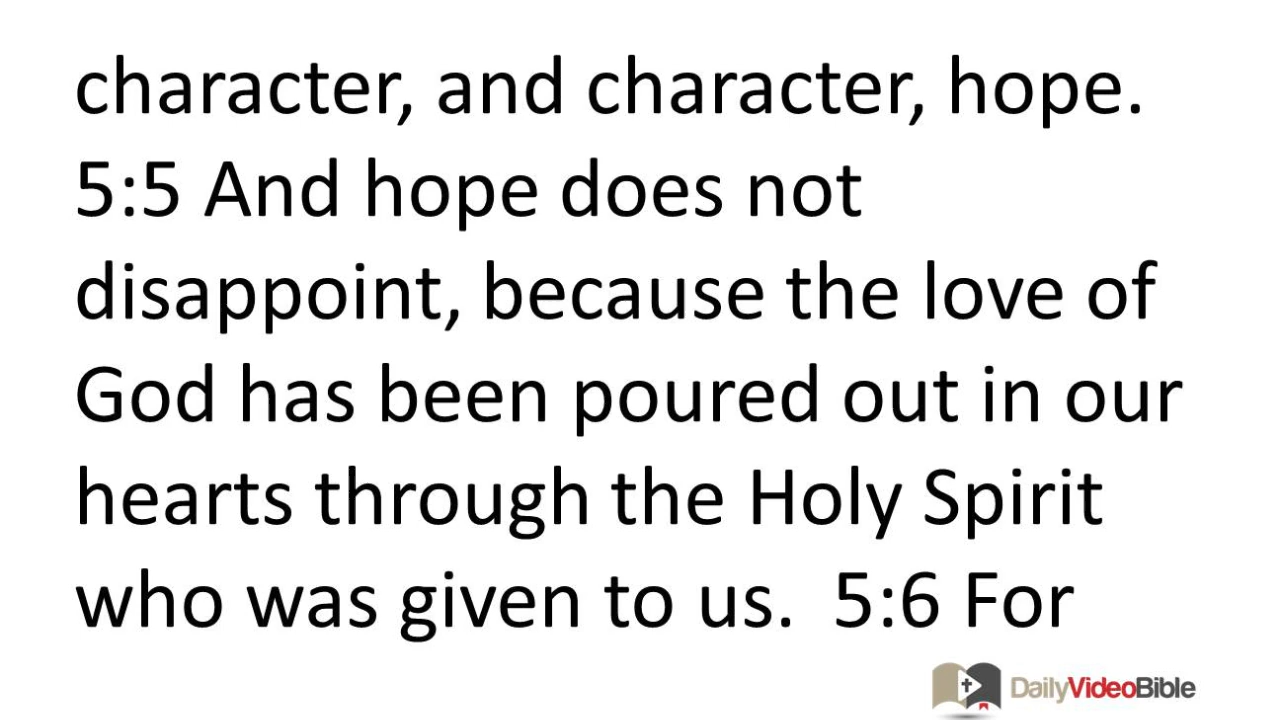 character, and character, hope.
5:5 And hope does not
disappoint, because the love of
God has been poured out in our
hearts through the Holy Spirit
who was given to us.  5:6 For
DailyVideoBible